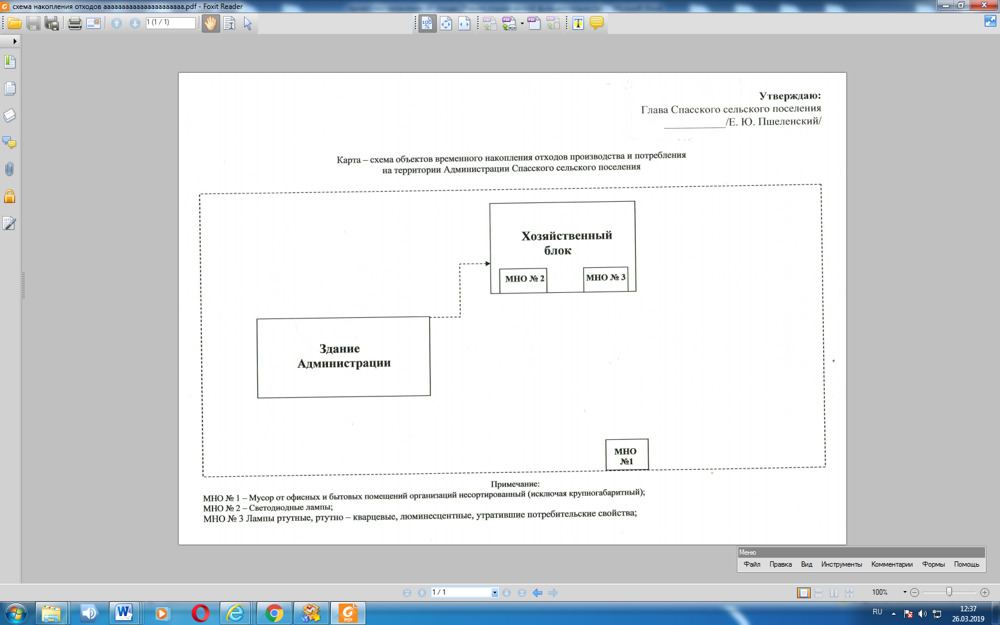 схема накопления отходов аааааааааааааааааааааа.pdf - Foxit Reader
1 (1 / 1)
Утверждаю:
Глава Спасского сельского поселения
____________/Е. Ю. Пшеленский/
Карта – схема объектов временного накопления отходов производства и потребления
на территории Администрации Спасского сельского поселения
Хозяйственный
блок
МНО № 2
МНО № 3
Здание
Администрации
МНО
№1
Примечание:
МНО № 1 – Мусор от офисных и бытовых помещений организаций несортированный (исключая крупногабаритный);
МНО № 2 – Светодиодные лампы;
МНО № 3 Лампы ртутные, ртутно – кварцевые, люминесцентные, утратившие потребительские свойства;
Меню
Файл Правка Вид Инструменты Комментарии Формы Помощь
1 / 1
100%
RU
12:37
26.03.2019